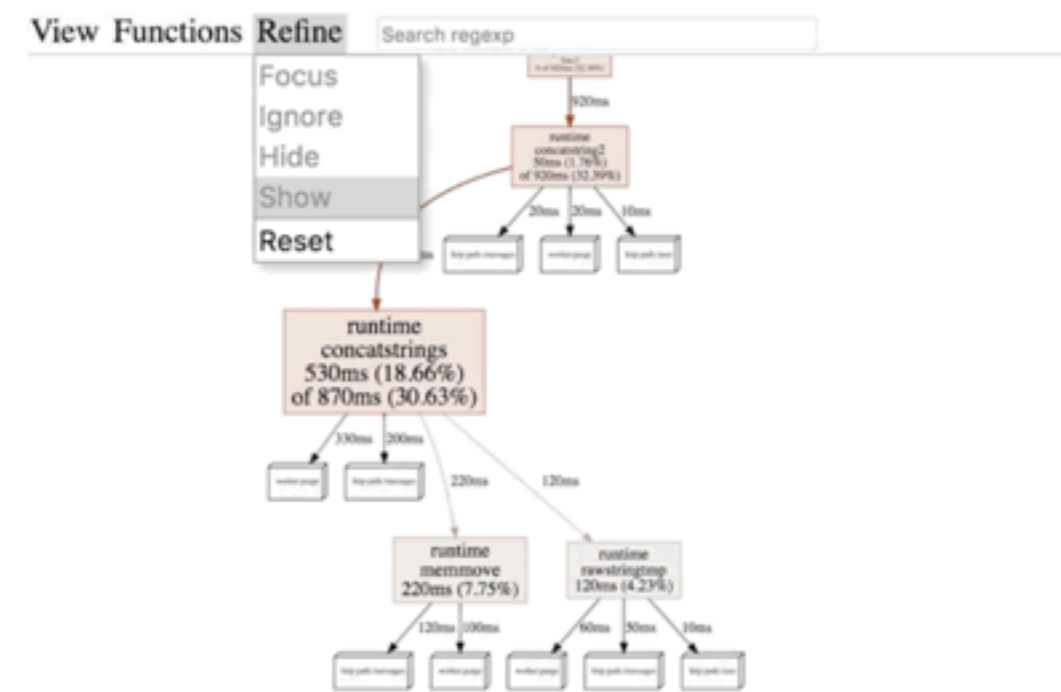 View Functions Refine Search regexp
Focus
Ignore
Hide
Show
Reset
920ms
runtime
concatstring2
50ms (1.76%)
of 920ms (32.39%)
20ms 20ms 10ms
runtime
concatstrings
530ms (18.66%)
of 870ms (30.63%)
330ms 200ms
220ms 120ms
runtime
memmove
220ms (7.75%)
runtime
rawstringtmp
120ms (4.23%)
120ms 100ms 60ms 50ms 10ms